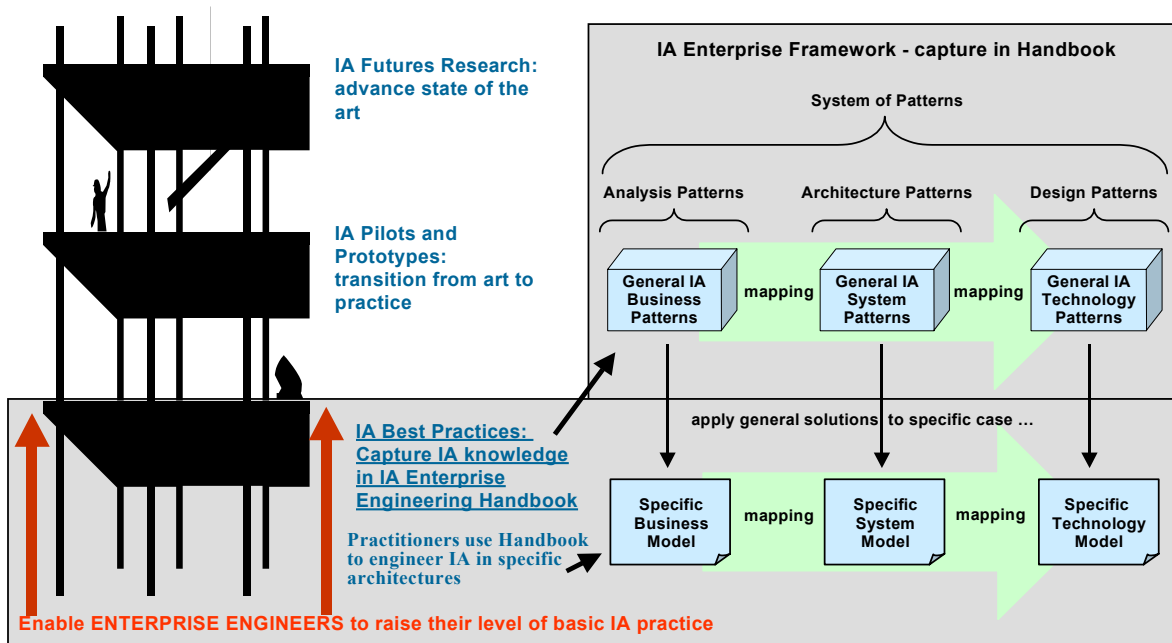 IA Futures Research:
advance state of the
art
IA Pilots and
Prototypes:
transition from art to
practice
IA Best Practices:
Capture IA knowledge
in IA Enterprise
Engineering Handbook
Practitioners use Handbook
to engineer IA in specific
architectures
Enable ENTERPRISE ENGINEERS to raise their level of basic IA practice
IA Enterprise Framework - capture in Handbook
System of Patterns
Analysis Patterns
Architecture Patterns
Design Patterns
General IA
Business
Patterns
mapping
General IA
System
Patterns
mapping
General IA
Technology
Patterns
apply general solutions to specific case …
Specific
Business
Model
mapping
Specific
System
Model
mapping
Specific
Technology
Model